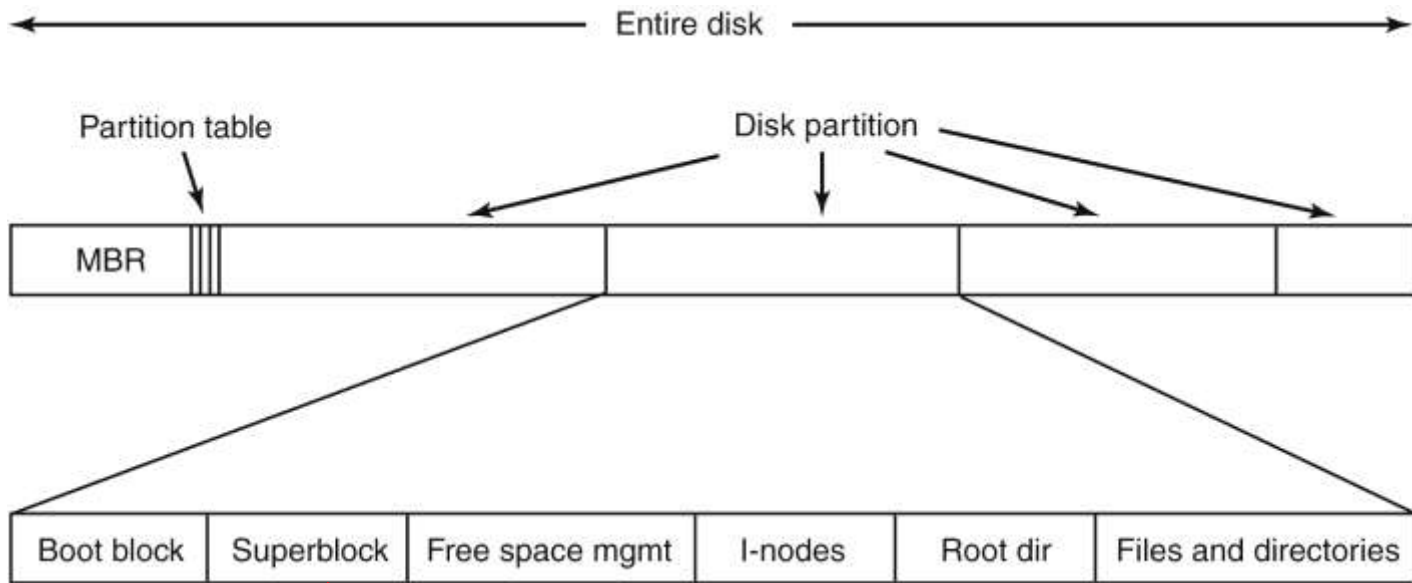 Entire disk
Partition table
Disk partition
MBR
Boot block
Superblock
Free space mgmt
I-nodes
Root dir
Files and directories